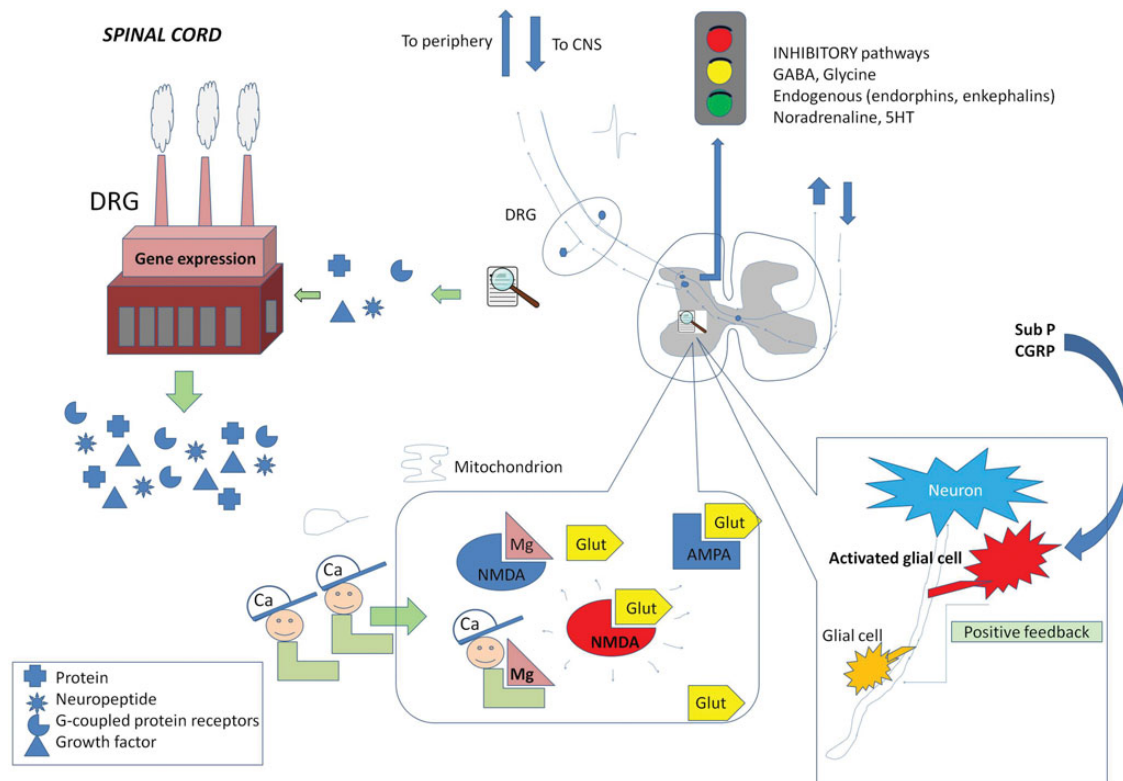 SPINAL CORD
To periphery
To CNS
INHIBITORY pathways
GABA, Glycine
Endogenous (endorphins, enkephalins)
Noradrenaline, 5HT
DRG
DRG
Gene expression
Sub P
CGRP
Mitochondrion
Neuron
Mg
Glut
Glut
NMDA
AMPA
Activated glial cell
Ca
Ca
Glut
Ca
NMDA
Positive feedback
Glial cell
Mg
Glut
Protein
Neuropeptide
G-coupled protein receptors
Growth factor